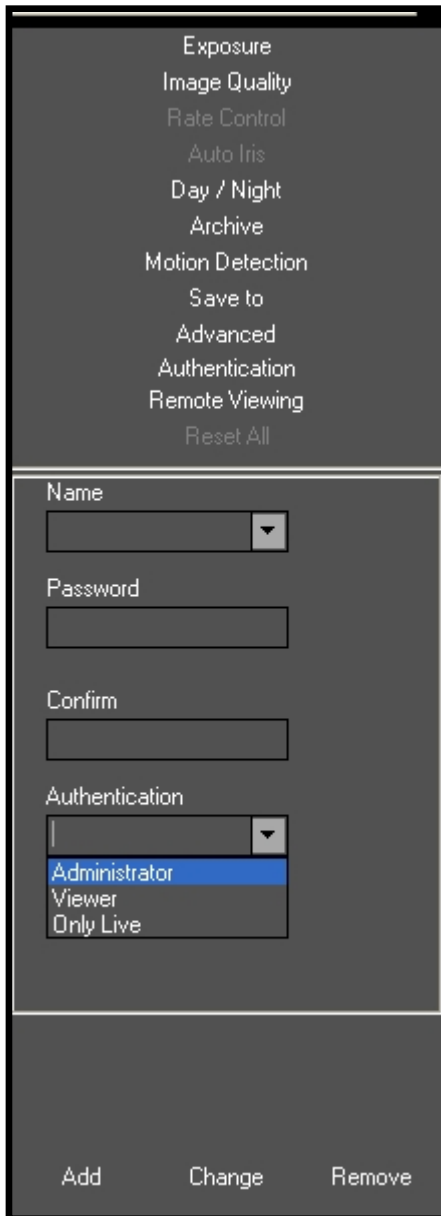 Exposure
Image Quality
Rate Control
Auto Iris
Day / Night
Archive
Motion Detection
Save to
Advanced
Authentication
Remote Viewing
Reset All
Name
Password
Confirm
Authentication
Administrator
Viewer
Only Live
Add Change Remove